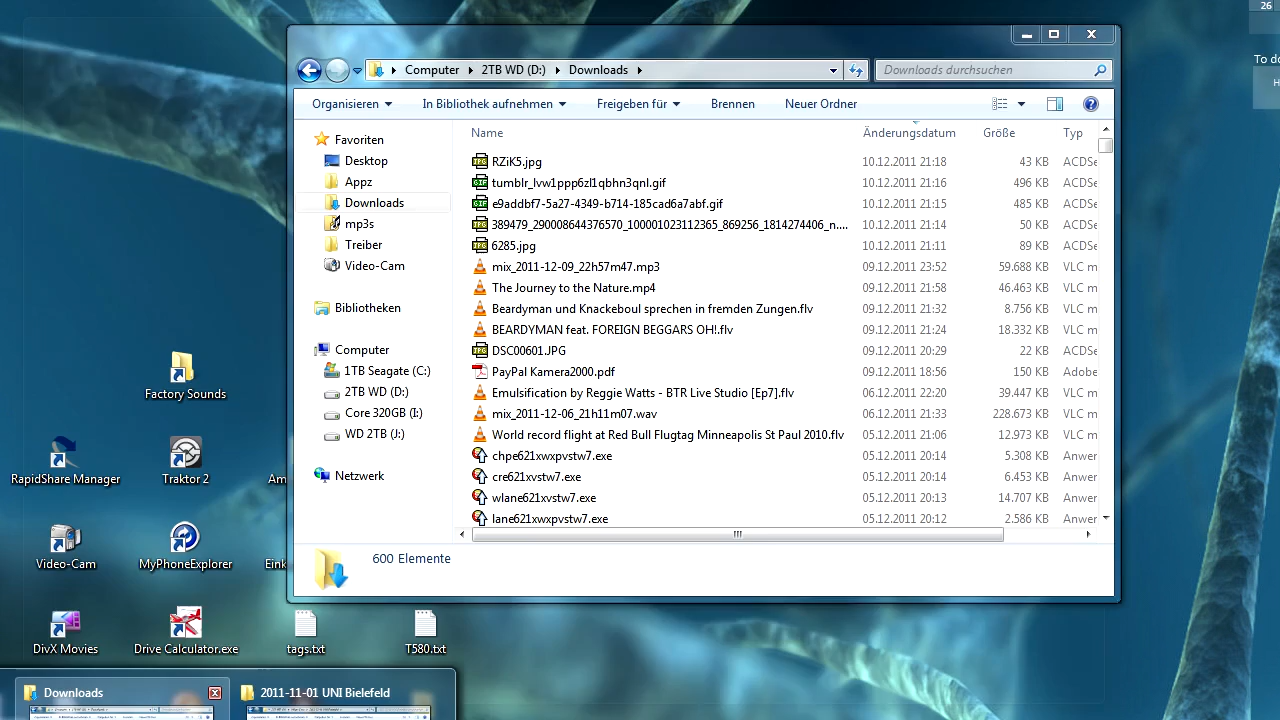 26
To do
H
Computer 2TB WD (D:) Downloads
Downloads durchsuchen
Organisieren In Bibliothek aufnehmen Freigeben für Brennen Neuer Ordner
Favoriten
Desktop
Appz
Downloads
mp3s
Treiber
Video-Cam
Bibliotheken
Computer
1TB Seagate (C:)
2TB WD (D:)
Core 320GB (I:)
WD 2TB (J:)
Netzwerk
Name Änderungsdatum Größe Typ
RZiK5.jpg 10.12.2011 21:18 43 KB ACDSe
tumblr_lvw1ppp6zl1qbhn3qnl.gif 10.12.2011 21:16 496 KB ACDSe
e9addbf7-5a27-4349-b714-185cad6a7abf.gif 10.12.2011 21:15 485 KB ACDSe
389479_290008644376570_100001023112365_869256_1814274406_n.... 10.12.2011 21:14 50 KB ACDSe
6285.jpg 10.12.2011 21:11 89 KB ACDSe
mix_2011-12-09_22h57m47.mp3 09.12.2011 23:52 59.688 KB VLC m
The Journey to the Nature.mp4 09.12.2011 21:58 46.463 KB VLC m
Beardyman und Knackeboul sprechen in fremden Zungen.flv 09.12.2011 21:32 8.756 KB VLC m
BEARDYMAN feat. FOREIGN BEGGARS OH!.flv 09.12.2011 21:24 18.332 KB VLC m
DSC00601.JPG 09.12.2011 20:29 22 KB ACDSe
PayPal Kamera2000.pdf 09.12.2011 18:56 150 KB Adobe
Emulsification by Reggie Watts - BTR Live Studio [Ep7].flv 06.12.2011 22:20 39.447 KB VLC m
mix_2011-12-06_21h11m07.wav 06.12.2011 21:33 228.673 KB VLC m
World record flight at Red Bull Flugtag Minneapolis St Paul 2010.flv 05.12.2011 21:06 12.973 KB VLC m
chpe621xwxpvstw7.exe 05.12.2011 20:14 5.308 KB Anwer
cre621xvstw7.exe 05.12.2011 20:14 6.453 KB Anwer
wlane621xwxpvstw7.exe 05.12.2011 20:13 14.707 KB Anwer
lane621xwxpvstw7.exe 05.12.2011 20:12 2.586 KB Anwer
600 Elemente
Factory Sounds
RapidShare Manager Traktor 2 Am
Video-Cam MyPhoneExplorer Eink
DivX Movies Drive Calculator.exe tags.txt T580.txt
Downloads 2011-11-01 UNI Bielefeld